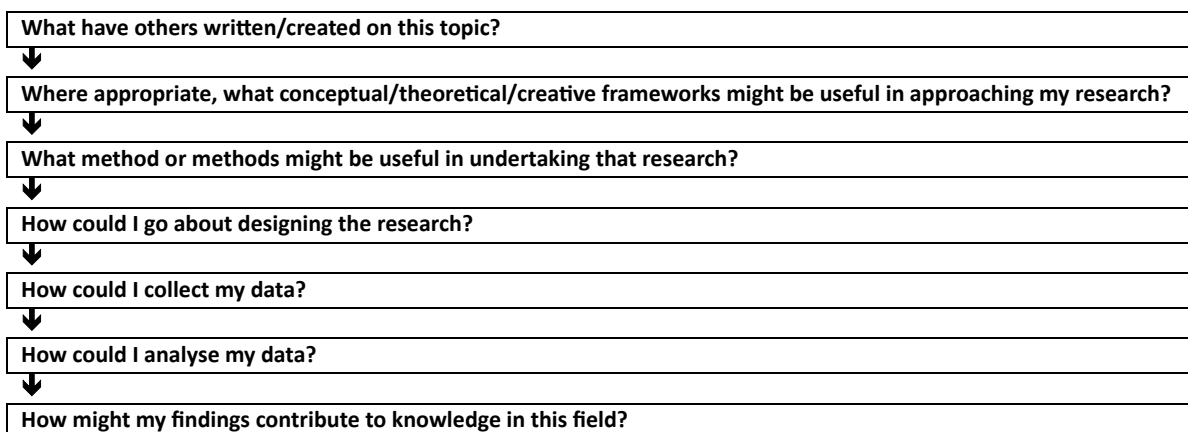 What have others written/created on this topic?
Where appropriate, what conceptual/theoretical/creative frameworks might be useful in approaching my research?
What method or methods might be useful in undertaking that research?
How could I go about designing the research?
How could I collect my data?
How could I analyse my data?
How might my findings contribute to knowledge in this field?